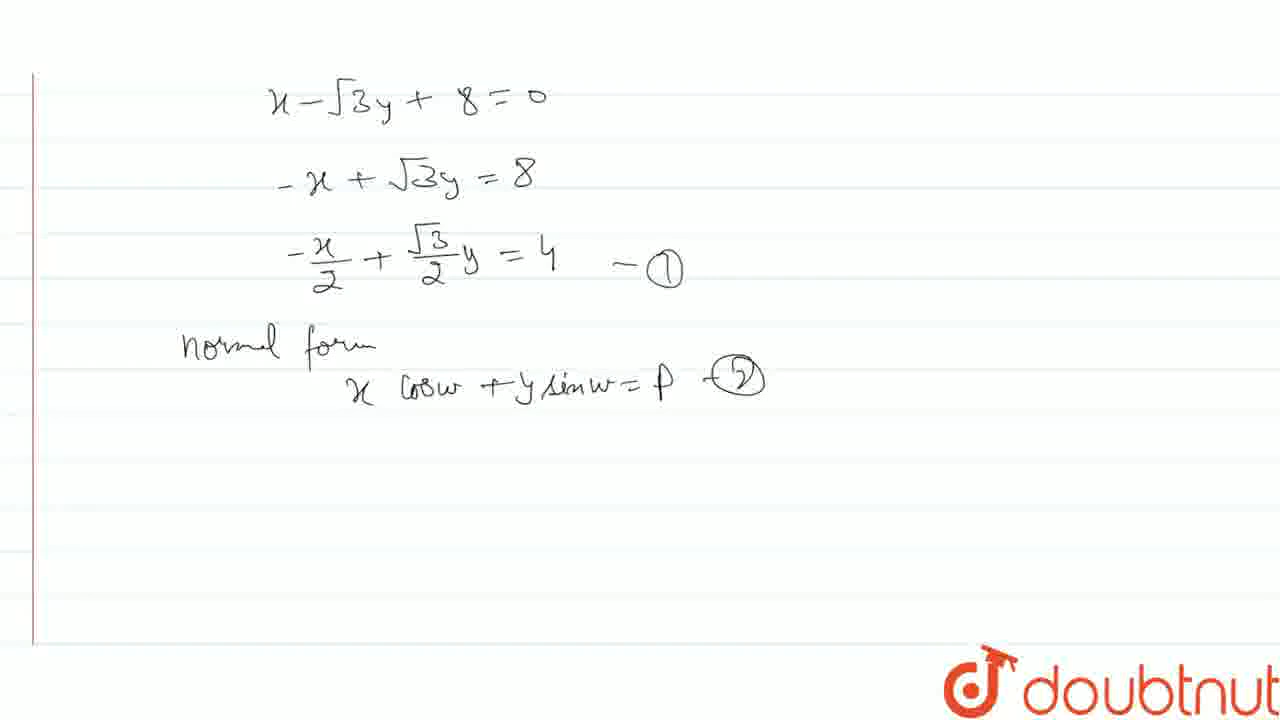 x - √3y + 8 = 0
-x + √3y = 8
-x/2 + √3/2 y = 4 - ①
normal form
x cosw + y sinw = p - ②
doubtnut